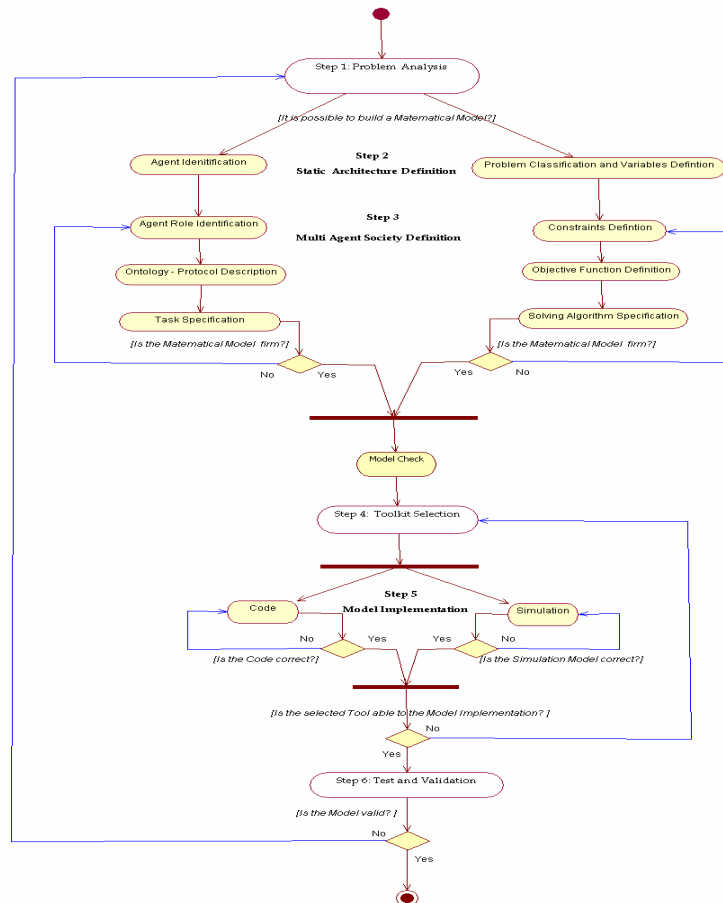 Step 1: Problem Analysis
[It is possible to build a Matematical Model?]
Agent Idenitification
Step 2
Static Architecture Definition
Problem Classification and Variables Defintion
Agent Role Identification
Step 3
Multi Agent Society Definition
Constraints Definition
Ontology - Protocol Description
Objective Function Definition
Task Specification
Solving Algorithm Specification
[Is the Matematical Model firm?]
[Is the Matematical Model firm?]
No
Yes
Yes
No
Model Check
Step 4: Toolkit Selection
Step 5
Model Implementation
Code
Simulation
No
Yes
Yes
No
[Is the Code correct?]
[Is the Simulation Model correct?]
[Is the selected Tool able to the Model Implementation? ]
No
Yes
Step 6: Test and Validation
[Is the Model valid? ]
No
Yes